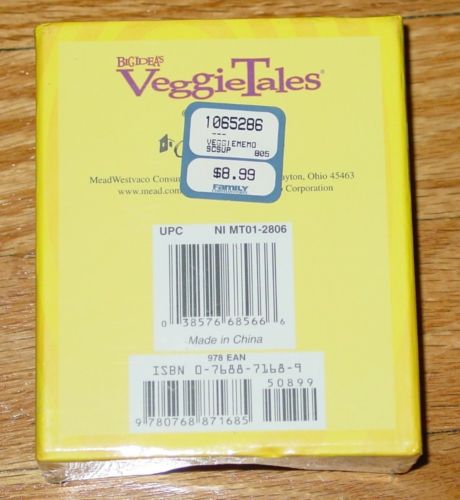 BIG IDEA'S
VeggieTales®
1065286
---
VEGGIEMEMO
SCSUP 805
$8.99
FAMILY
MeadWestvaco Consu ayton, Ohio 45463
www.mead.com Corporation
UPC NI MT01-2806
0 38576 68566 6
Made in China
978 EAN
ISBN 0-7688-7168-9
50899
9 780768 871685